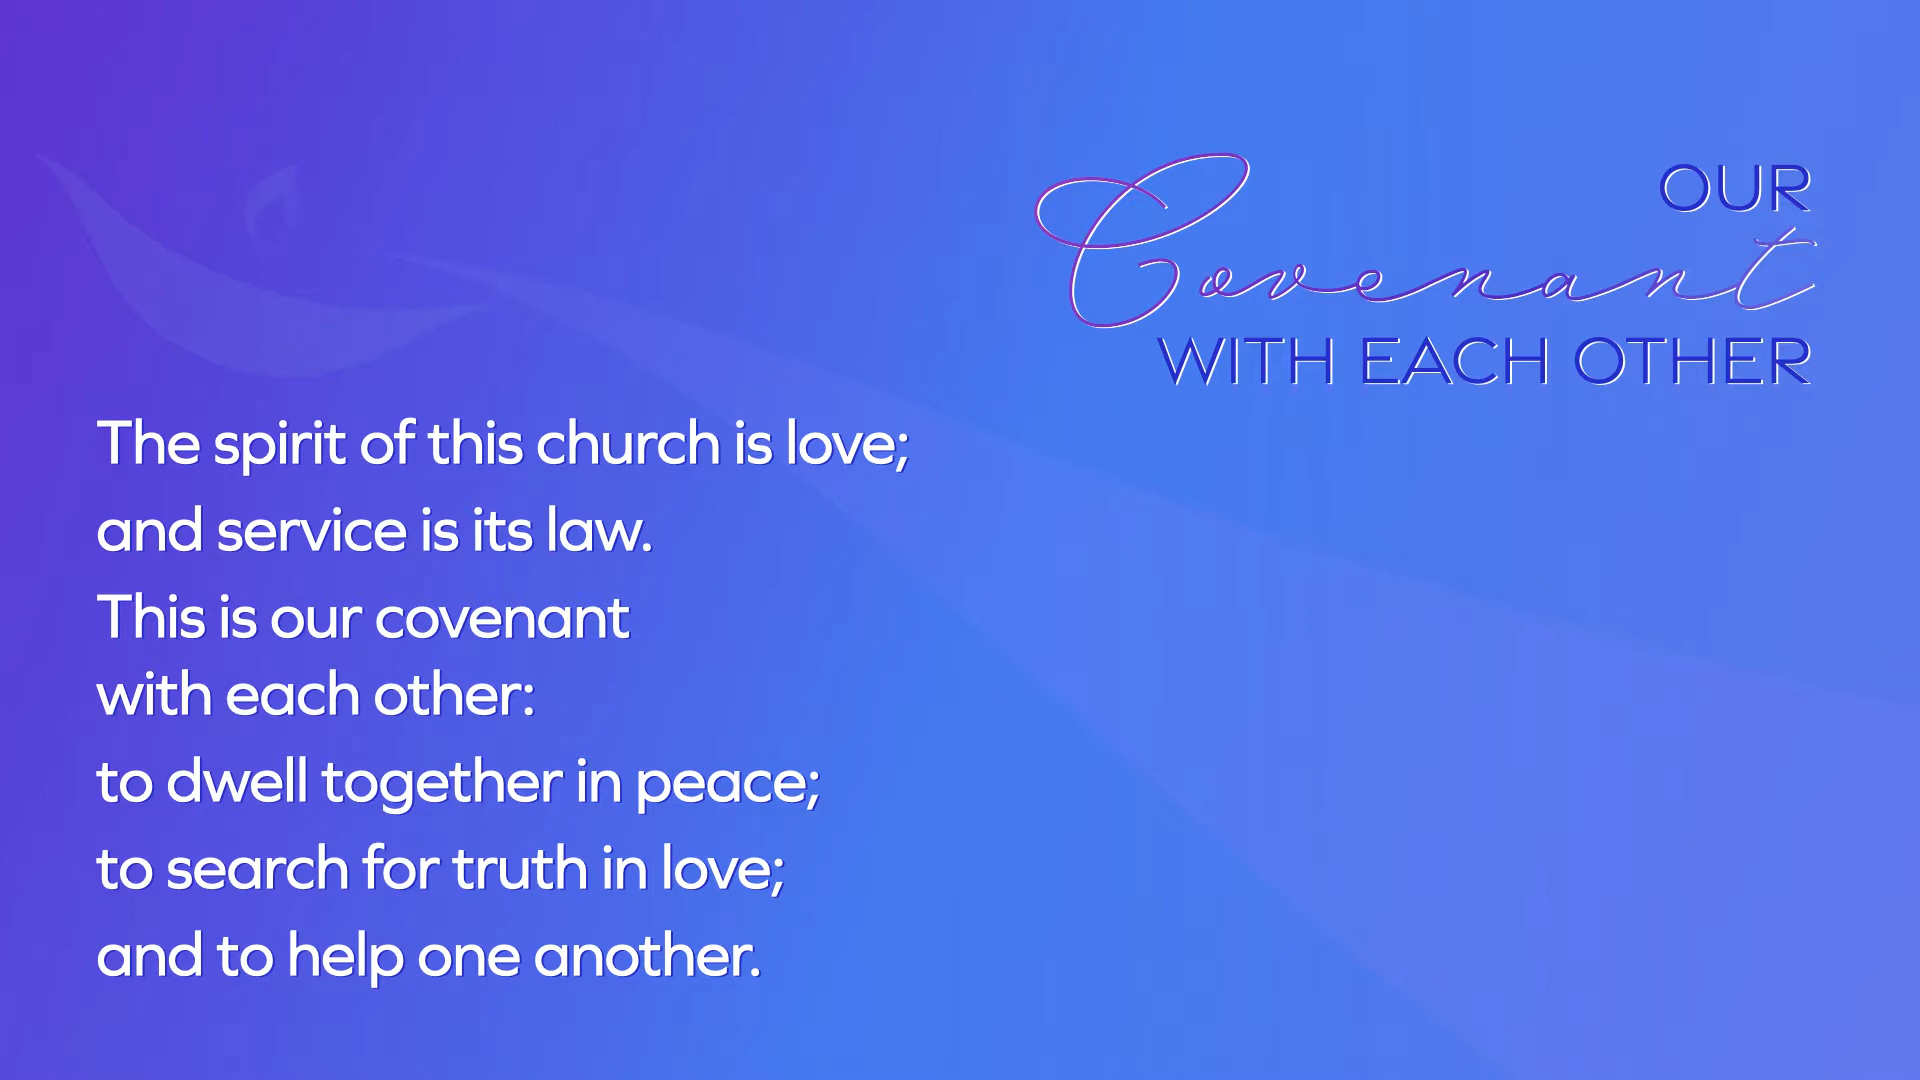 OUR
Covenant
WITH EACH OTHER
The spirit of this church is love;
and service is its law.
This is our covenant
with each other:
to dwell together in peace;
to search for truth in love;
and to help one another.